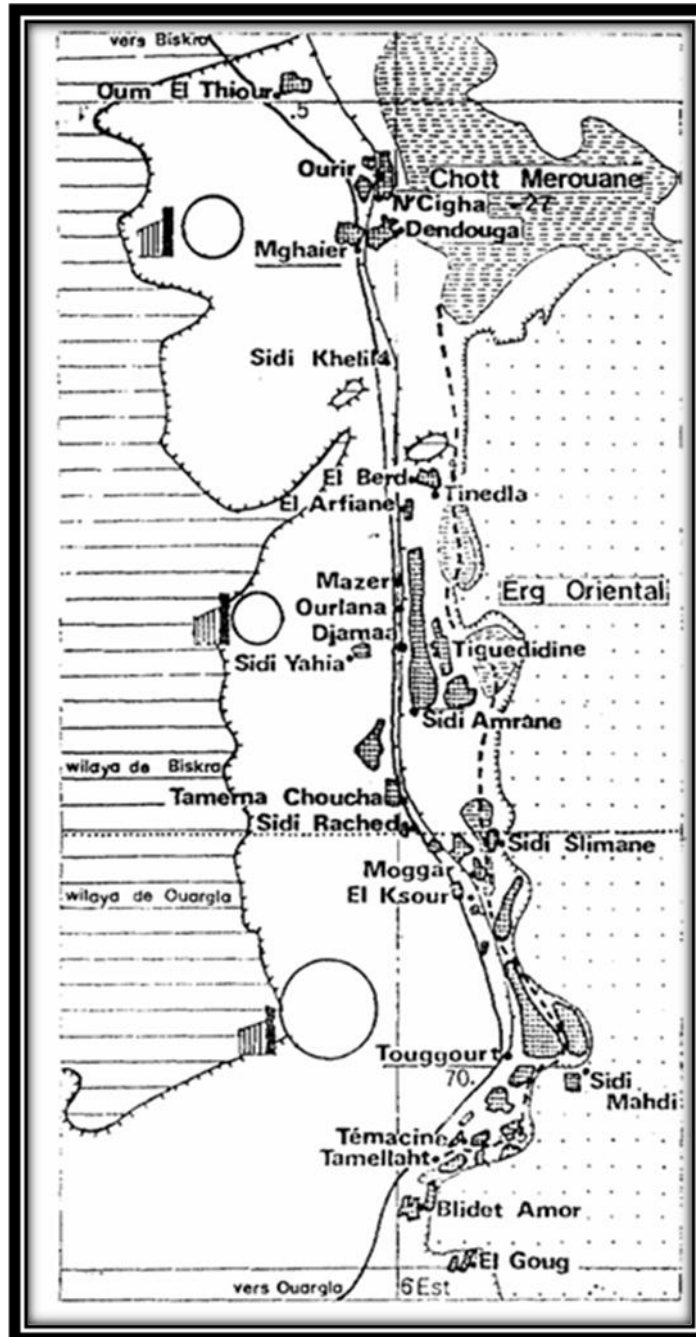 vers Biskra
Oum El Thiour
.5
Ourir
Chott Merouane
N'Cigha -27
Dendouga
Mghaier
Sidi Khelil
El Berd
Tinedla
El Arfiane
Mazer
Ourlana
Erg Oriental
Djamaa
Tiguedidine
Sidi Yahia
Sidi Amrane
wilaya de Biskra
Tamerna Choucha
Sidi Rached
Sidi Slimane
Moggar
wilaya de Ouargla
El Ksour
Touggourt
70.
Sidi
Mahdi
Témacine
Tamellaht
Blidet Amor
El Goug
vers Ouargla
6 Est